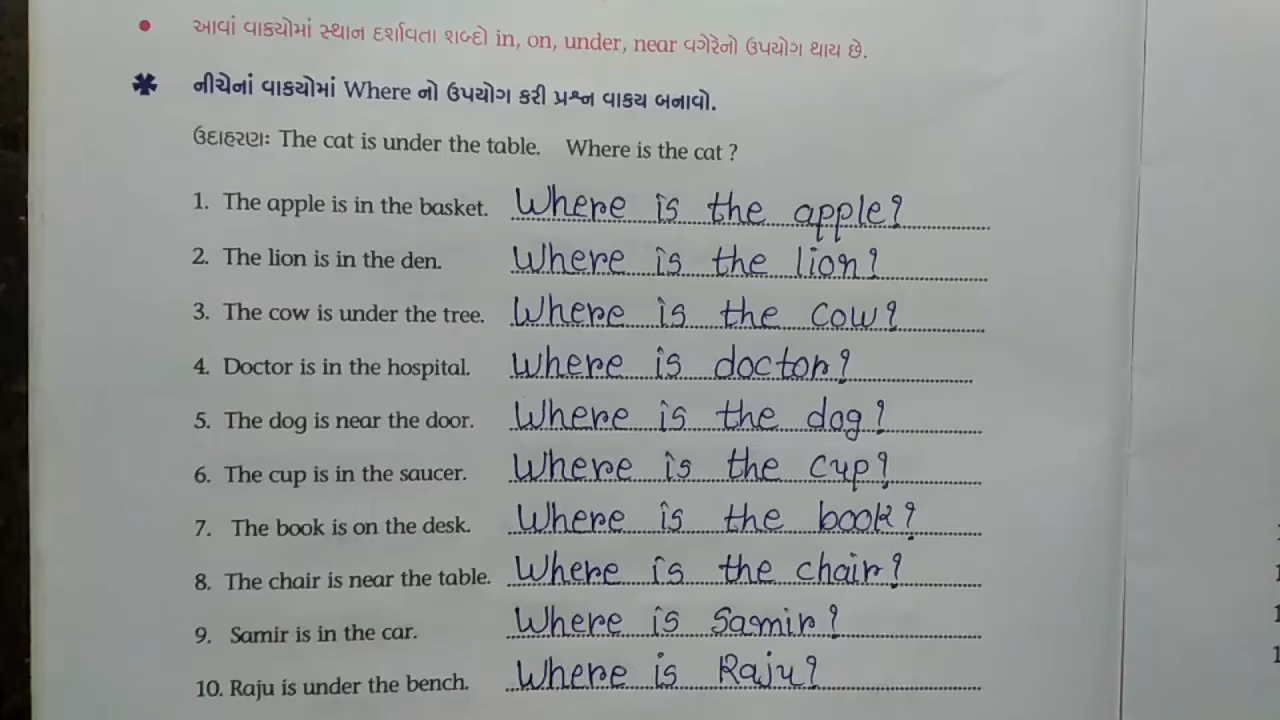 • આવાં વાક્યોમાં સ્થાન દર્શાવતા શબ્દો in, on, under, near વગેરેનો ઉપયોગ થાય છે.
* નીચેનાં વાક્યોમાં Where નો ઉપયોગ કરી પ્રશ્ન વાક્ય બનાવો.
ઉદાહરણઃ The cat is under the table. Where is the cat ?
1. The apple is in the basket. Where is the apple?
2. The lion is in the den. Where is the lion?
3. The cow is under the tree. Where is the cow?
4. Doctor is in the hospital. Where is doctor?
5. The dog is near the door. Where is the dog?
6. The cup is in the saucer. Where is the cup?
7. The book is on the desk. Where is the book?
8. The chair is near the table. Where is the chair?
9. Samir is in the car. Where is Samir?
10. Raju is under the bench. Where is Raju?